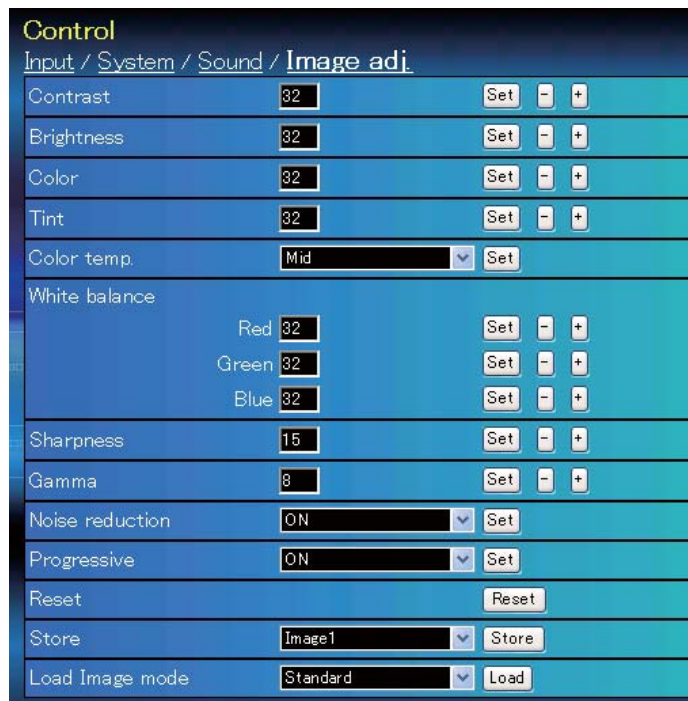 Control
Input / System / Sound / Image adj.
Contrast 32 Set - +
Brightness 32 Set - +
Color 32 Set - +
Tint 32 Set - +
Color temp. Mid Set
White balance
Red 32 Set - +
Green 32 Set - +
Blue 32 Set - +
Sharpness 15 Set - +
Gamma 8 Set - +
Noise reduction ON Set
Progressive ON Set
Reset Reset
Store Image1 Store
Load Image mode Standard Load